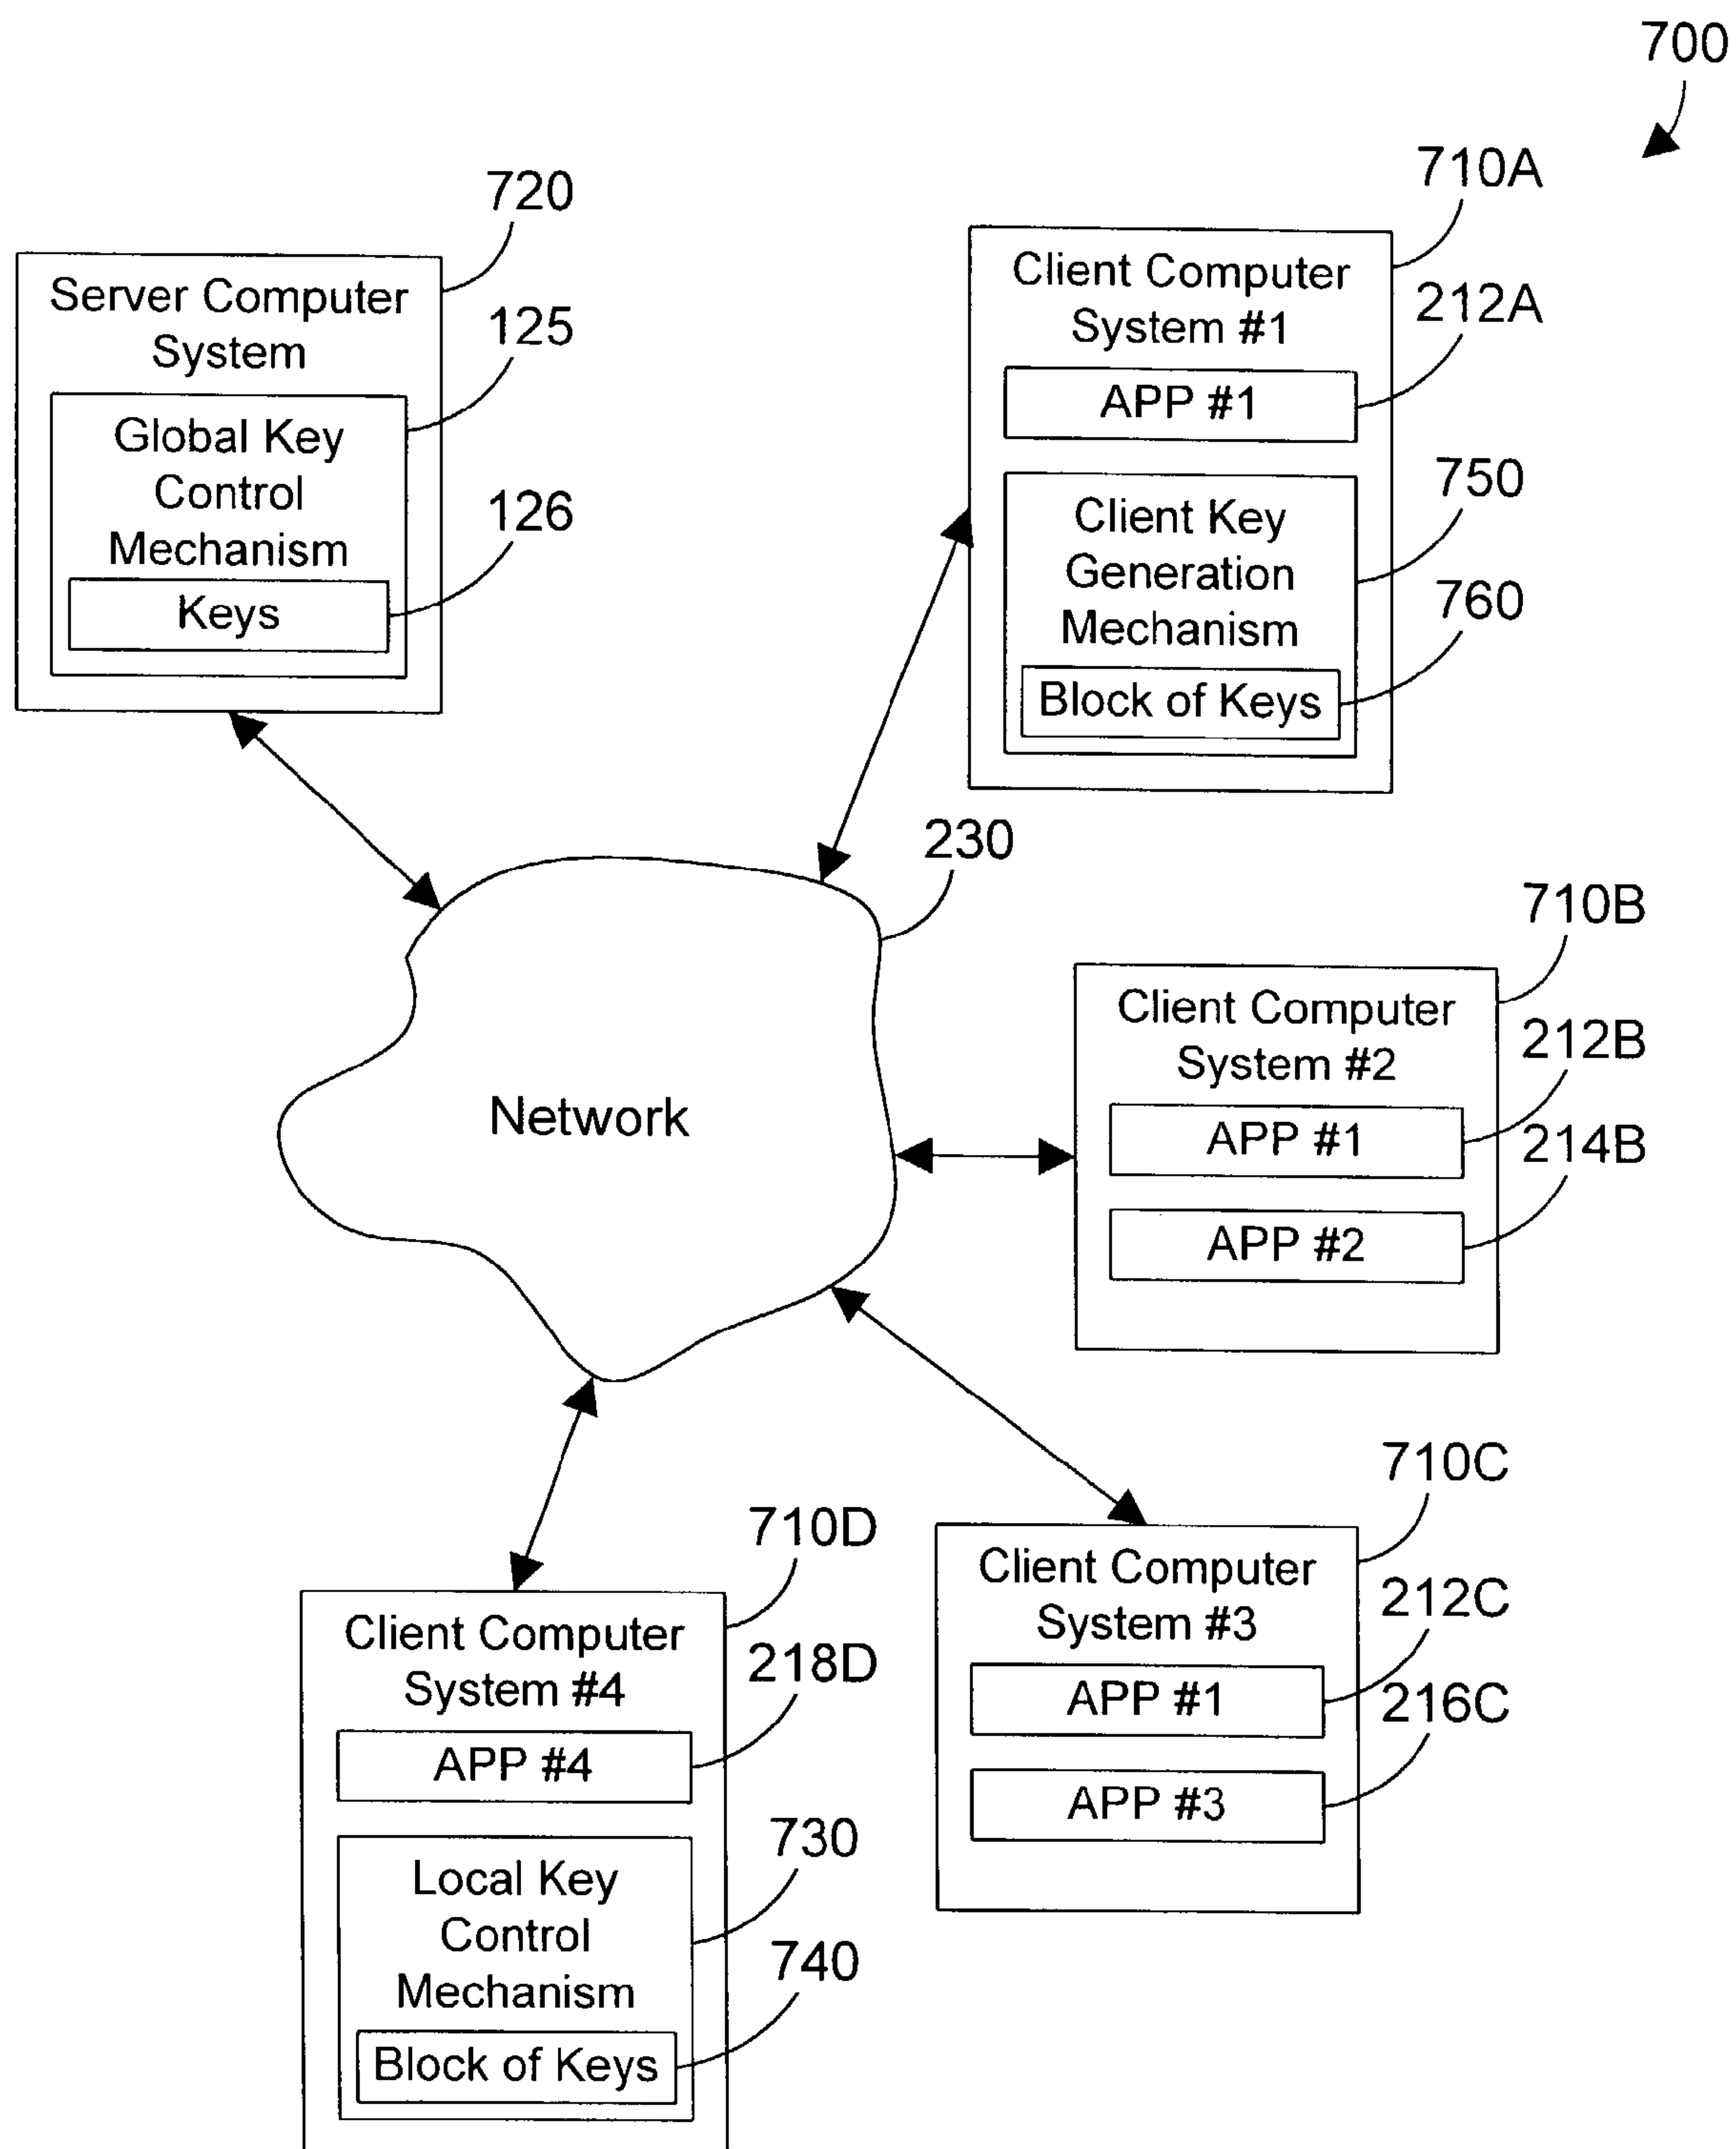 700
720
Server Computer
System
125
Global Key
Control
Mechanism
126
Keys
710A
Client Computer
System #1
212A
APP #1
750
Client Key
Generation
Mechanism
760
Block of Keys
230
Network
710B
Client Computer
System #2
212B
APP #1
214B
APP #2
710C
Client Computer
System #3
212C
APP #1
216C
APP #3
710D
Client Computer
System #4
218D
APP #4
730
Local Key
Control
Mechanism
740
Block of Keys